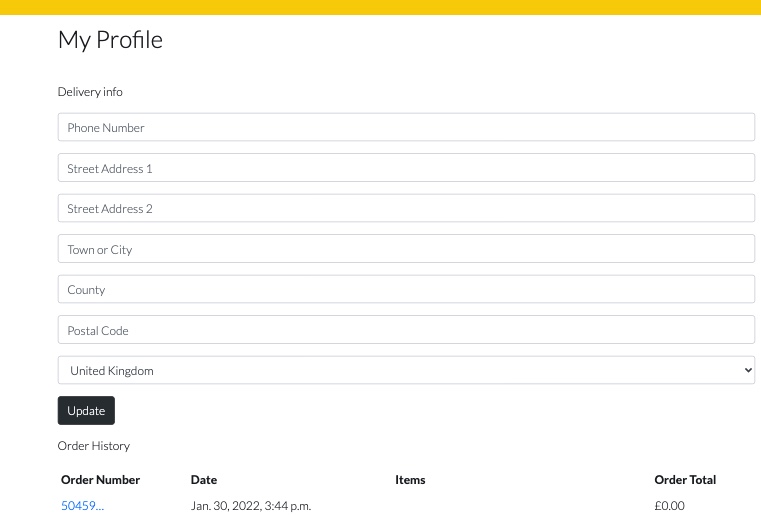 My Profile
Delivery info
Phone Number
Street Address 1
Street Address 2
Town or City
County
Postal Code
United Kingdom
Update
Order History
Order Number Date Items Order Total
50459... Jan. 30, 2022, 3:44 p.m. £0.00